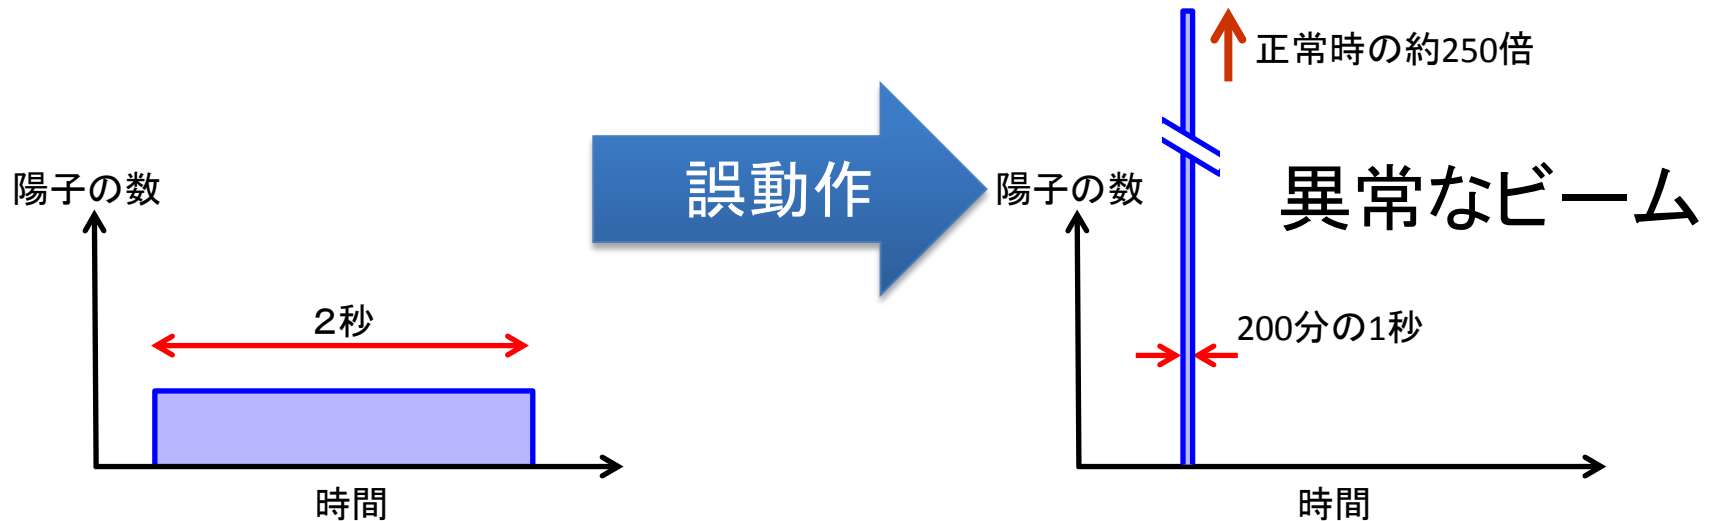 陽子の数
２秒
時間
誤動作
正常時の約250倍
陽子の数
異常なビーム
200分の1秒
時間